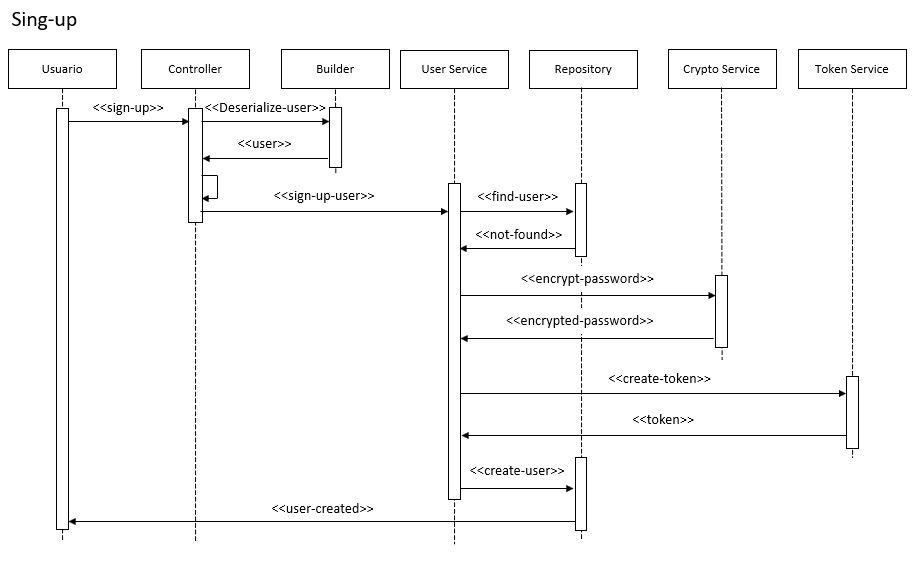 Sing-up
Usuario
Controller
Builder
User Service
Repository
Crypto Service
Token Service
<<sign-up>>
<<Deserialize-user>>
<<user>>
<<sign-up-user>>
<<find-user>>
<<not-found>>
<<encrypt-password>>
<<encrypted-password>>
<<create-token>>
<<token>>
<<create-user>>
<<user-created>>